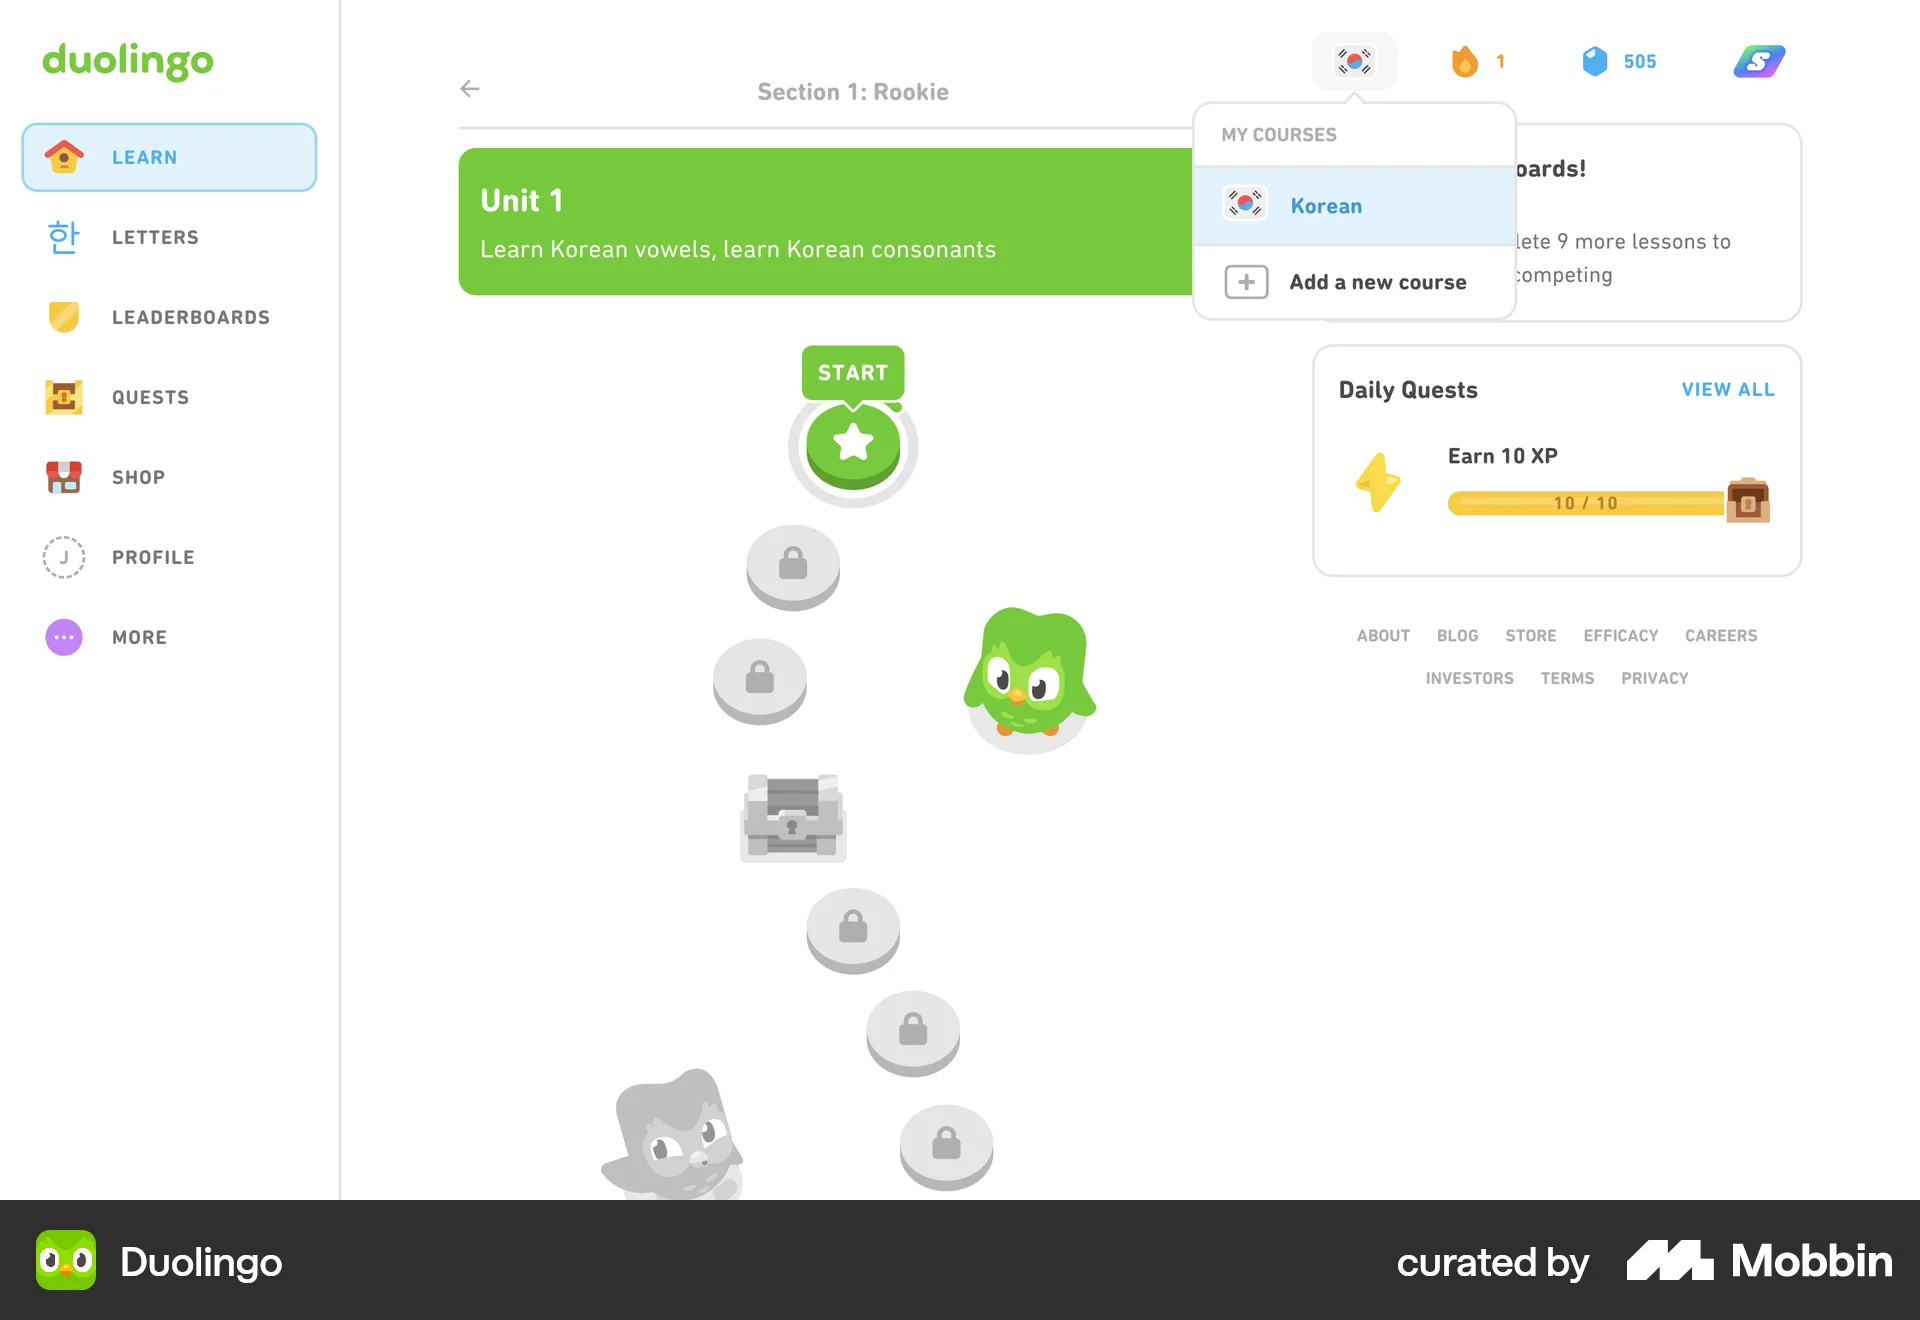 duolingo
LEARN
한
LETTERS
LEADERBOARDS
QUESTS
SHOP
J
PROFILE
MORE
Section 1: Rookie
1
505
S
MY COURSES
Korean
Add a new course
Unit 1
Learn Korean vowels, learn Korean consonants
oards!
lete 9 more lessons to
competing
START
Daily Quests
VIEW ALL
Earn 10 XP
10 / 10
ABOUT BLOG STORE EFFICACY CAREERS
INVESTORS TERMS PRIVACY
Duolingo
curated by Mobbin